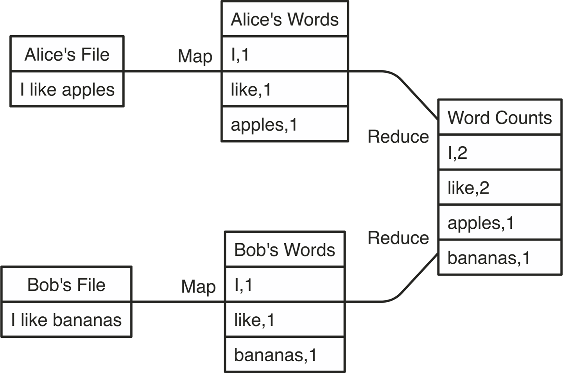 Alice's File
I like apples
Map
Alice's Words
I,1
like,1
apples,1
Reduce
Word Counts
I,2
like,2
apples,1
bananas,1
Reduce
Bob's File
I like bananas
Map
Bob's Words
I,1
like,1
bananas,1